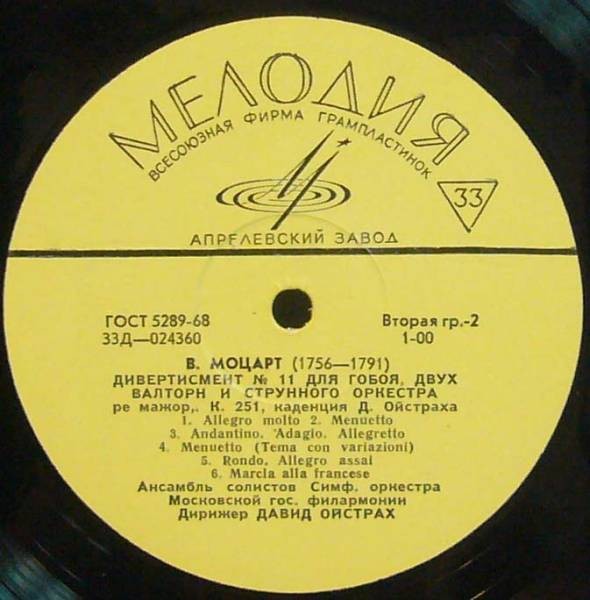 МЕЛОДИЯ
ВСЕСОЮЗНАЯ ФИРМА ГРАМПЛАСТИНОК
33
АПРЕЛЕВСКИЙ ЗАВОД
ГОСТ 5289-68 Вторая гр.-2
33Д—024360 1-00
В. МОЦАРТ (1756—1791)
ДИВЕРТИСМЕНТ № 11 ДЛЯ ГОБОЯ, ДВУХ
ВАЛТОРН И СТРУННОГО ОРКЕСТРА
ре мажор,. К. 251, каденция Д. Ойстраха
1. Allegro molto 2. Menuetto
3. Andantino, Adagio, Allegretto
4. Menuetto (Tema con variazioni)
5. Rondo, Allegro assai
6. Marcia alla francese
Ансамбль солистов Симф. оркестра
Московской гос. филармонии
Дирижер ДАВИД ОЙСТРАХ